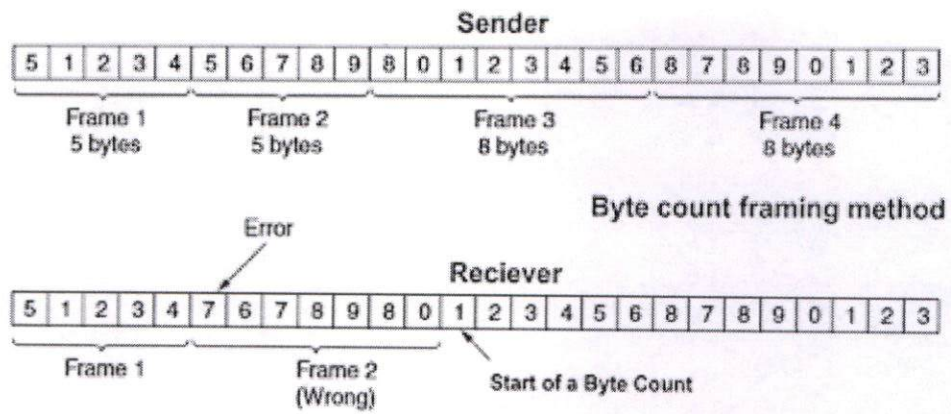 Sender
5 1 2 3 4 5 6 7 8 9 8 0 1 2 3 4 5 6 8 7 8 9 0 1 2 3
Frame 1 Frame 2 Frame 3 Frame 4
5 bytes 5 bytes 8 bytes 8 bytes
Byte count framing method
Error
Reciever
5 1 2 3 4 7 6 7 8 9 8 0 1 2 3 4 5 6 8 7 8 9 0 1 2 3
Frame 1 Frame 2 Start of a Byte Count
(Wrong)